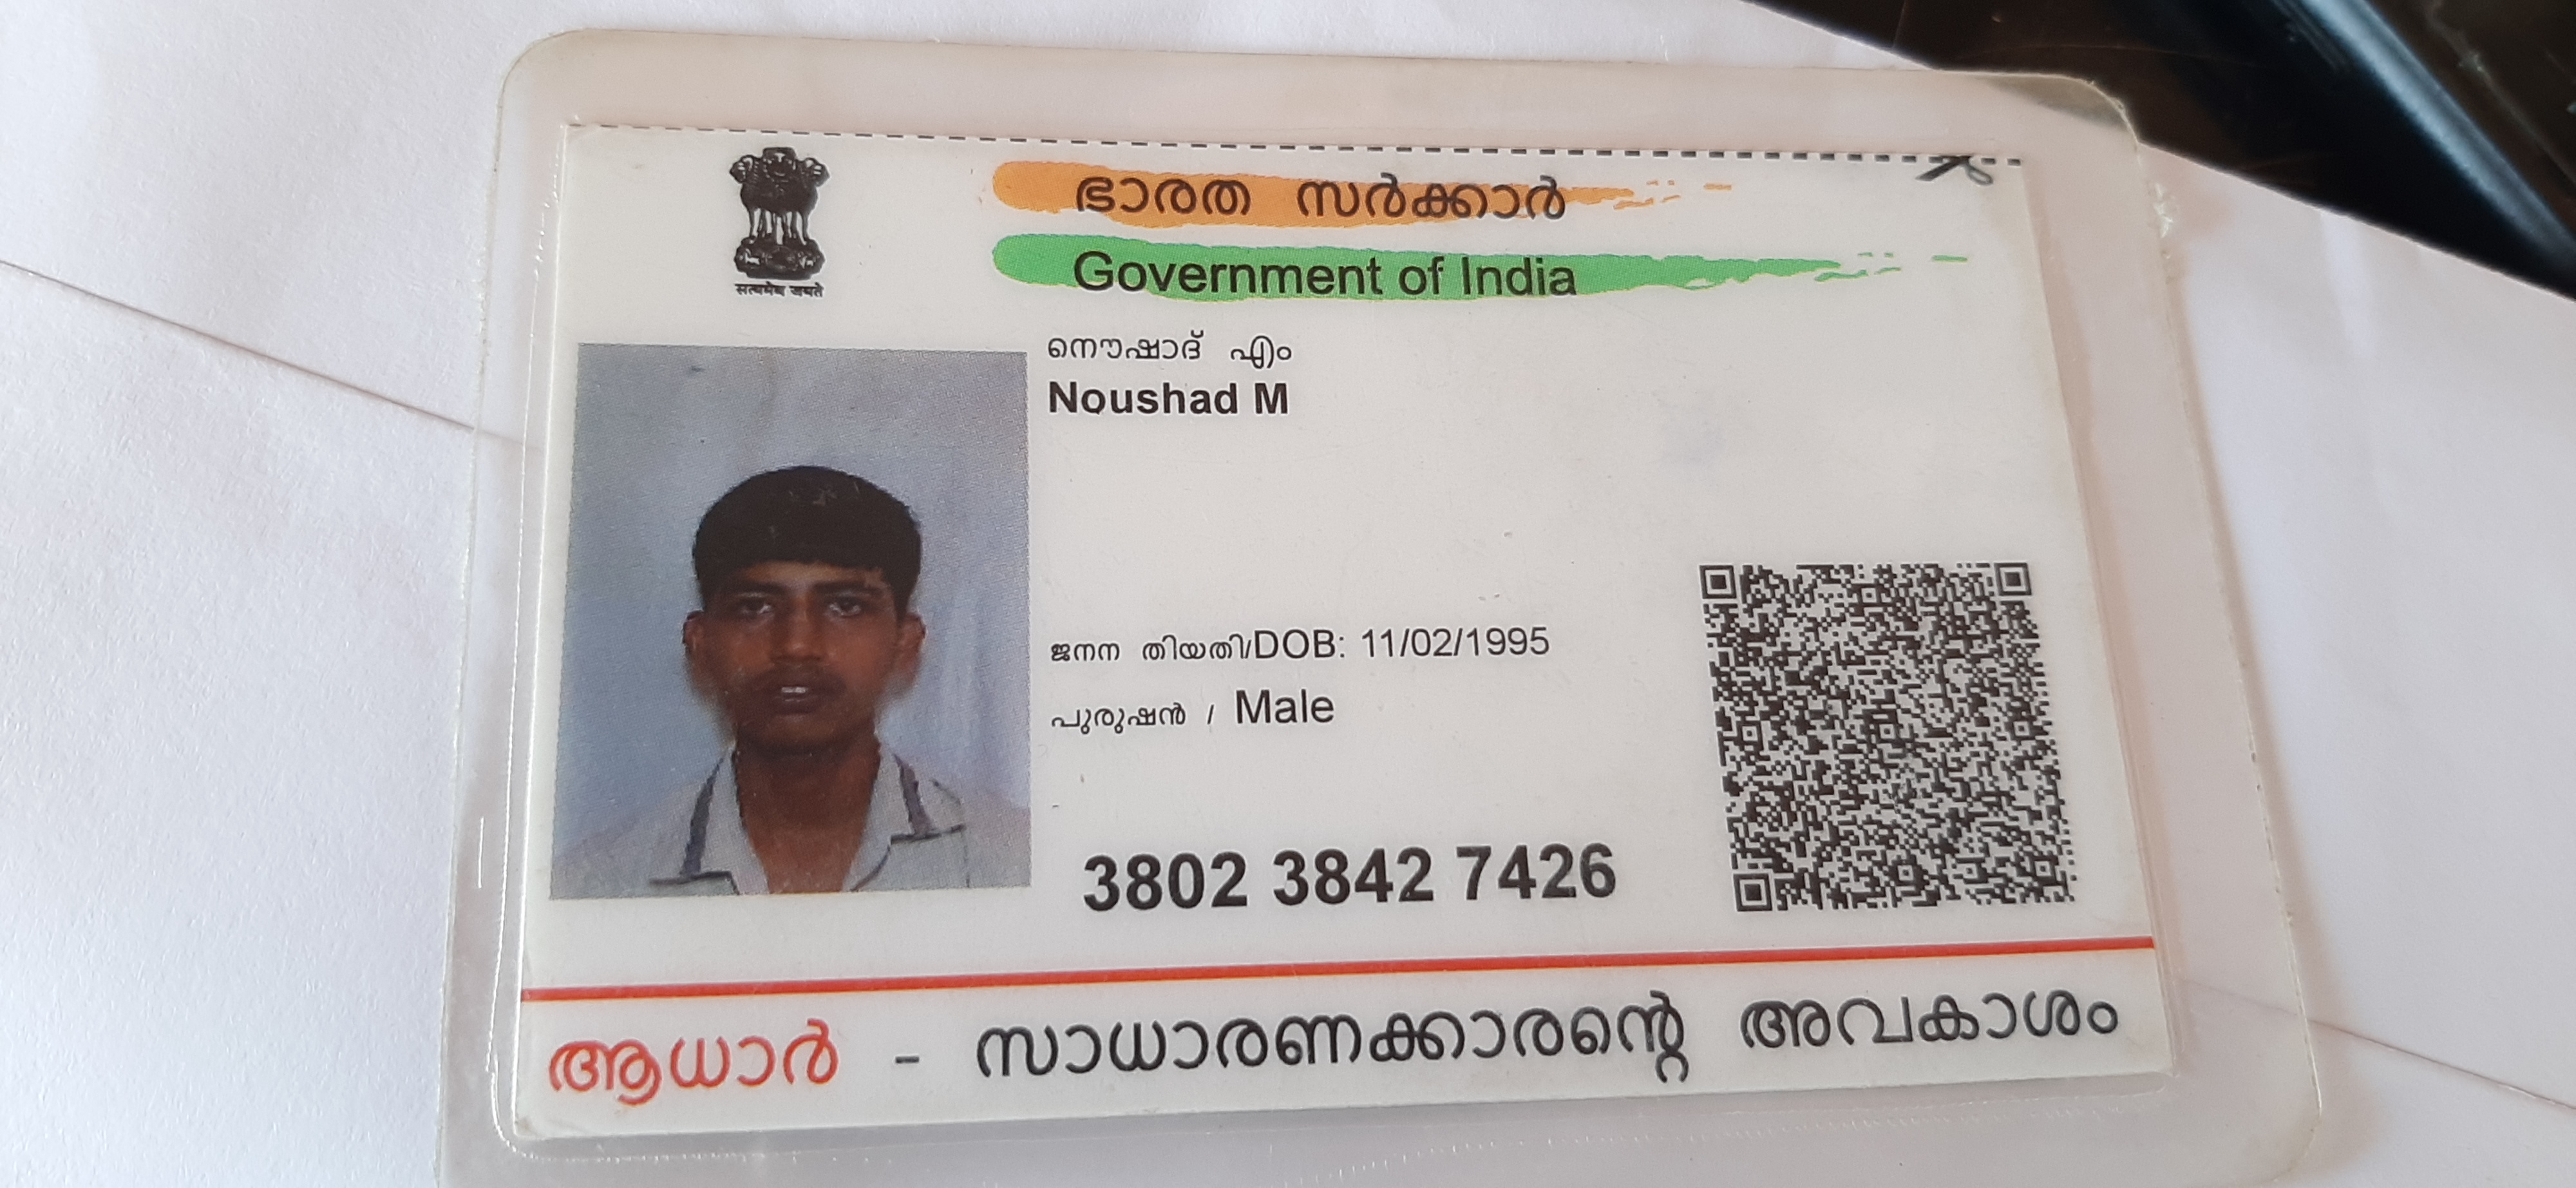 ഭാരത സർക്കാർ
Government of India
सत्यमेव जयते
നൌഷാദ് എം
Noushad M
ജനന തിയതി/DOB: 11/02/1995
പുരുഷൻ / Male
3802 3842 7426
ആധാർ - സാധാരണക്കാരന്റെ അവകാശം